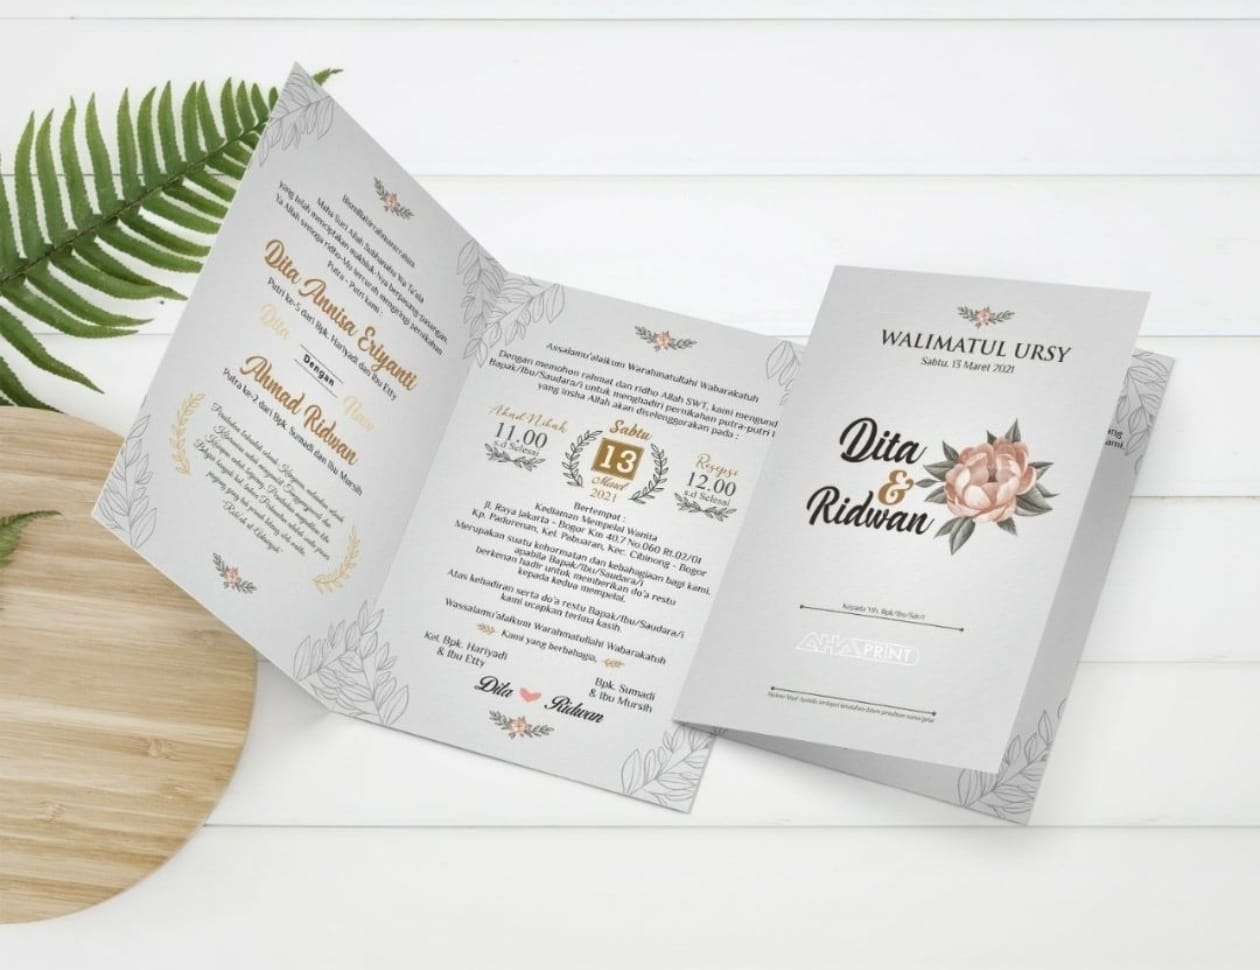 Bismillahirrahmanirrahim
Maha Suci Allah Subhanahu Wa Ta'ala
yang telah menciptakan makhluk-Nya berpasang-pasangan.
Ya Allah semoga ridho-Mu tercurah mengiringi pernikahan
Putra - Putri kami :
Dita Annisa Eriyanti
Putri ke-5 dari Bpk. Hariyadi dan Ibu Etty
Dita
Dengan
Ahmad Ridwan
Putra ke-2 dari Bpk. Sumadi dan Ibu Mursih
Assalamu'alaikum Warahmatullahi Wabarakatuh
Dengan memohon rahmat dan ridho Allah SWT, kami mengund
Bapak/Ibu/Saudara/i untuk menghadiri pernikahan putra-putri
yang insha Allah akan diselenggarakan pada :
Akad Nikah
11.00
s.d Selesai
Sabtu
13
Maret
2021
Resepsi
12.00
s.d Selesai
Bertempat :
Kediaman Mempelai Wanita
Jl. Raya Jakarta - Bogor Km 40.7 No.060 Rt.02/01
Kp. Padurenan, Kel. Pabuaran, Kec. Cibinong - Bogor
Merupakan suatu kehormatan dan kebahagiaan bagi kami,
apabila Bapak/Ibu/Saudara/i
berkenan hadir untuk memberikan do'a restu
kepada kedua mempelai.
Atas kehadiran serta do'a restu Bapak/Ibu/Saudara/i
kami ucapkan terima kasih.
Wassalamu'alaikum Warahmatullahi Wabarakatuh
Kami yang berbahagia,
Kel. Bpk. Hariyadi
& Ibu Etty
Bpk. Sumadi
& Ibu Mursih
Dita Ridwan
WALIMATUL URSY
Sabtu, 13 Maret 2021
Dita
&
Ridwan
Kepada Yth. Bpk/Ibu/Sdr/i
AHA PRINT
ang
ami.